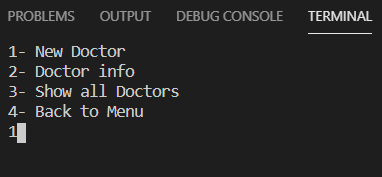 PROBLEMS OUTPUT DEBUG CONSOLE TERMINAL
1- New Doctor
2- Doctor info
3- Show all Doctors
4- Back to Menu
1